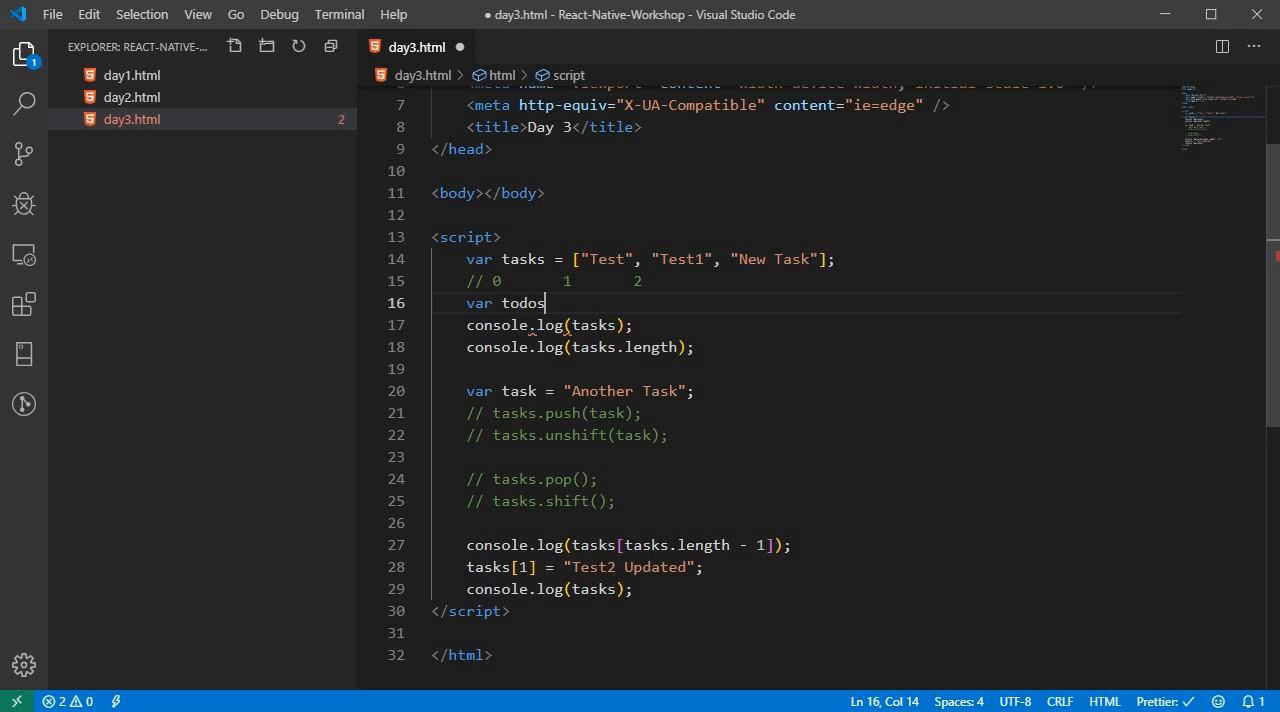 File Edit Selection View Go Debug Terminal Help ● day3.html - React-Native-Workshop - Visual Studio Code
EXPLORER: REACT-NATIVE-...
day3.html ●
1
day1.html
day2.html
day3.html 2
day3.html > html > script
7 <meta http-equiv="X-UA-Compatible" content="ie=edge" />
8 <title>Day 3</title>
9 </head>
10
11 <body></body>
12
13 <script>
14 var tasks = ["Test", "Test1", "New Task"];
15 // 0 1 2
16 var todos
17 console.log(tasks);
18 console.log(tasks.length);
19
20 var task = "Another Task";
21 // tasks.push(task);
22 // tasks.unshift(task);
23
24 // tasks.pop();
25 // tasks.shift();
26
27 console.log(tasks[tasks.length - 1]);
28 tasks[1] = "Test2 Updated";
29 console.log(tasks);
30 </script>
31
32 </html>
2 0 Ln 16, Col 14 Spaces: 4 UTF-8 CRLF HTML Prettier: ✓ 1